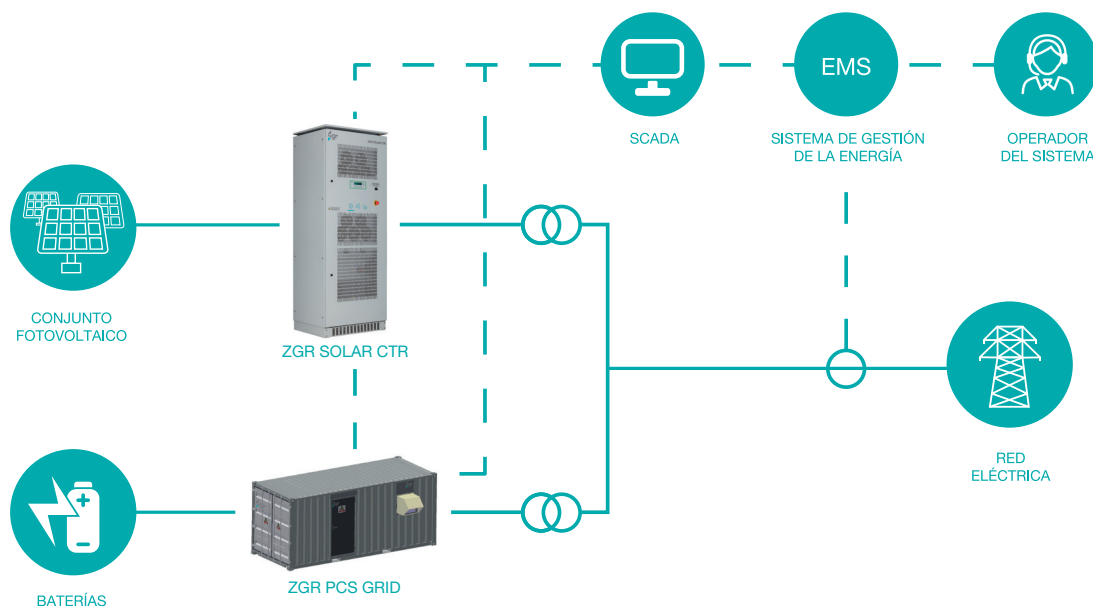 EMS
SCADA
SISTEMA DE GESTIÓN
DE LA ENERGÍA
OPERADOR
DEL SISTEMA
CONJUNTO
FOTOVOLTAICO
ZGR SOLAR CTR
RED
ELÉCTRICA
ZGR PCS GRID
BATERÍAS